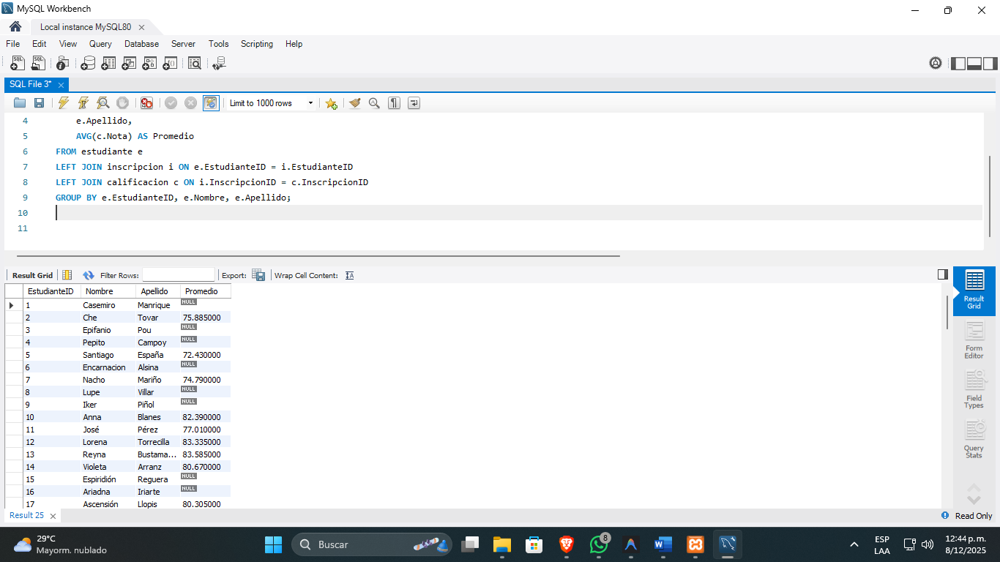 MySQL Workbench
Local instance MySQL80
File Edit View Query Database Server Tools Scripting Help
SQL File 3*
Limit to 1000 rows
4 e.Apellido,
5 AVG(c.Nota) AS Promedio
6 FROM estudiante e
7 LEFT JOIN inscripcion i ON e.EstudianteID = i.EstudianteID
8 LEFT JOIN calificacion c ON i.InscripcionID = c.InscripcionID
9 GROUP BY e.EstudianteID, e.Nombre, e.Apellido;
10
11
Result Grid Filter Rows: Export: Wrap Cell Content:
EstudianteID Nombre Apellido Promedio
1 Casemiro Manrique NULL
2 Che Tovar 75.885000
3 Epifanio Pou NULL
4 Pepito Campoy NULL
5 Santiago España 72.430000
6 Encarnacion Alsina NULL
7 Nacho Mariño 74.790000
8 Lupe Villar NULL
9 Iker Piñol NULL
10 Anna Blanes 82.390000
11 José Pérez 77.010000
12 Lorena Torrecilla 83.335000
13 Reyna Bustama... 83.585000
14 Violeta Arranz 80.670000
15 Espiridión Reguera NULL
16 Ariadna Iriarte NULL
17 Ascensión Llopis 80.305000
Result
Grid
Form
Editor
Field
Types
Query
Stats
Result 25
Read Only
29°C
Mayorm. nublado
Buscar
8
ESP
LAA
12:44 p.m.
8/12/2025